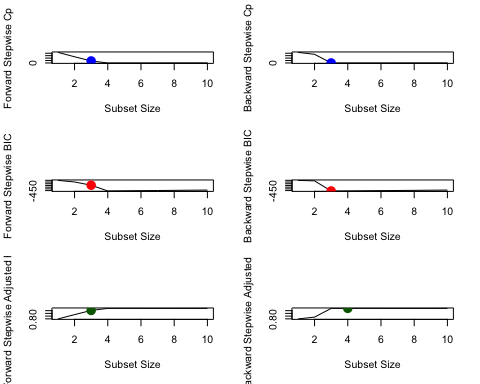 Forward Stepwise Cp
0
2 4 6 8 10
Subset Size
Backward Stepwise Cp
0
2 4 6 8 10
Subset Size
Forward Stepwise BIC
-450
2 4 6 8 10
Subset Size
Backward Stepwise BIC
-450
2 4 6 8 10
Subset Size
Forward Stepwise Adjusted
0.80
2 4 6 8 10
Subset Size
Stepwise Adjusted
0.80
2 4 6 8 10
Subset Size